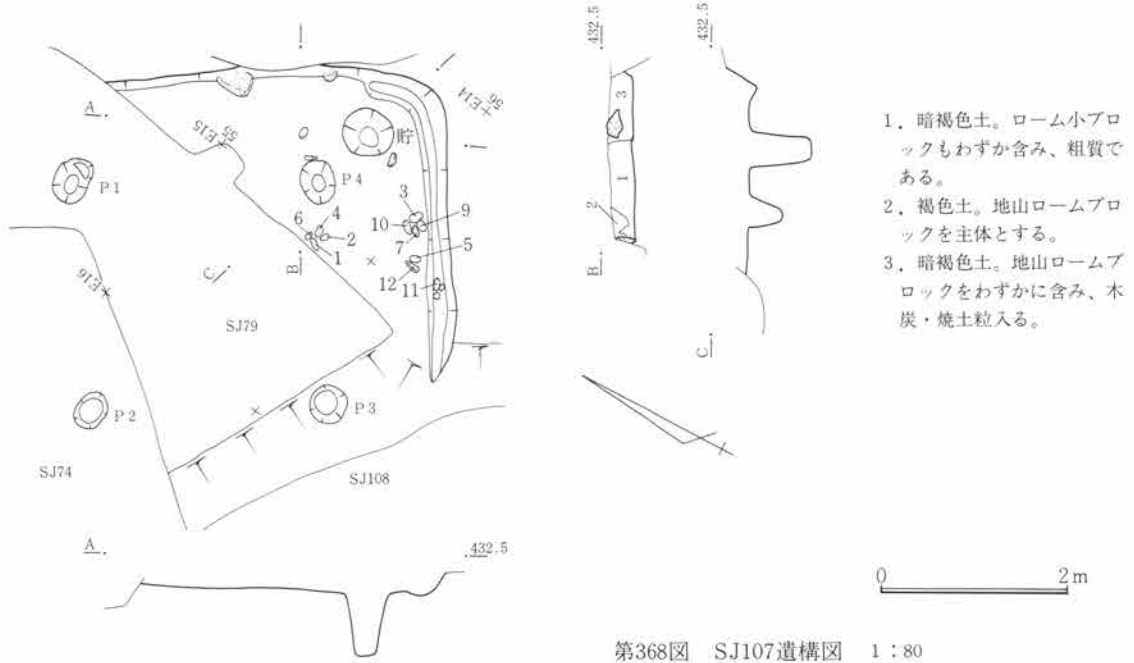 432.5
432.5
A
E15
55
E14
56
貯
P1
P4
3
9
4
10
6
2
7
1
5
12
11
C
B
E16
SJ79
3
1
2
B
C
1．暗褐色土。ローム小ブロ
ックもわずか含み、粗質で
ある。
2．褐色土。地山ロームブロ
ックを主体とする。
3．暗褐色土。地山ロームブ
ロックをわずかに含み、木
炭・焼土粒入る。
P2
P3
SJ74
SJ108
A
432.5
0 2m
第368図 SJ107遺構図 1：80